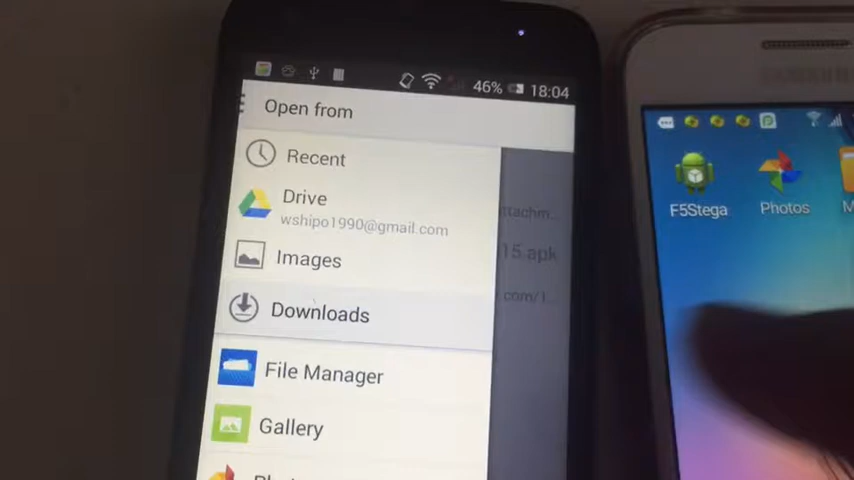 46% 18:04
Open from
Recent
Drive
wshipo1990@gmail.com
Images
Downloads
File Manager
Gallery
ttachm...
15.apk
.com/1...
F5Stega
Photos
M